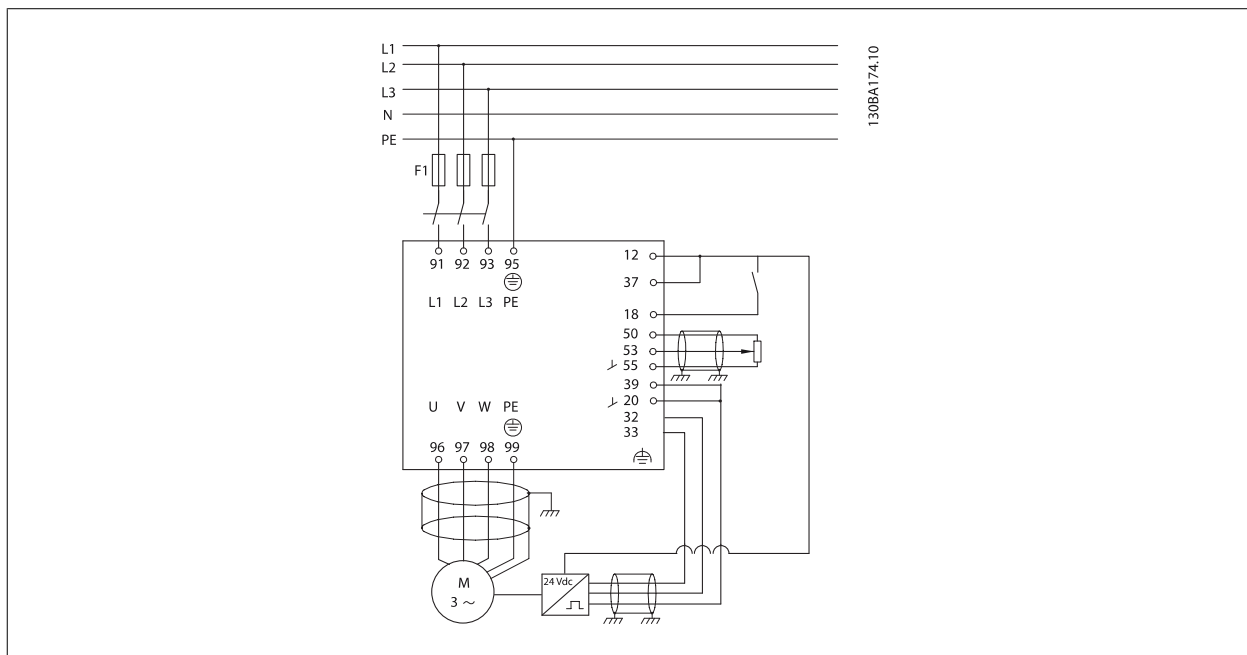 L1
L2
L3
N
PE
130BA174.10
F1
91 92 93 95
L1 L2 L3 PE
12
37
18
50
53
55
39
20
32
33
U V W PE
96 97 98 99
M
3 ~
24 Vdc